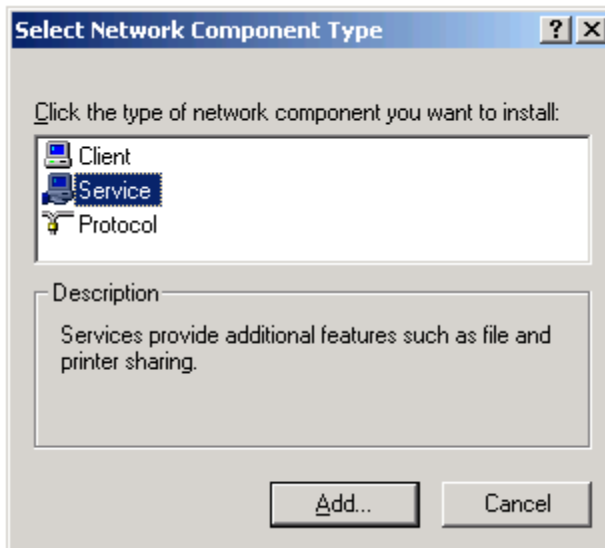 Select Network Component Type
Click the type of network component you want to install:
Client
Service
Protocol
Description
Services provide additional features such as file and
printer sharing.
Add...
Cancel